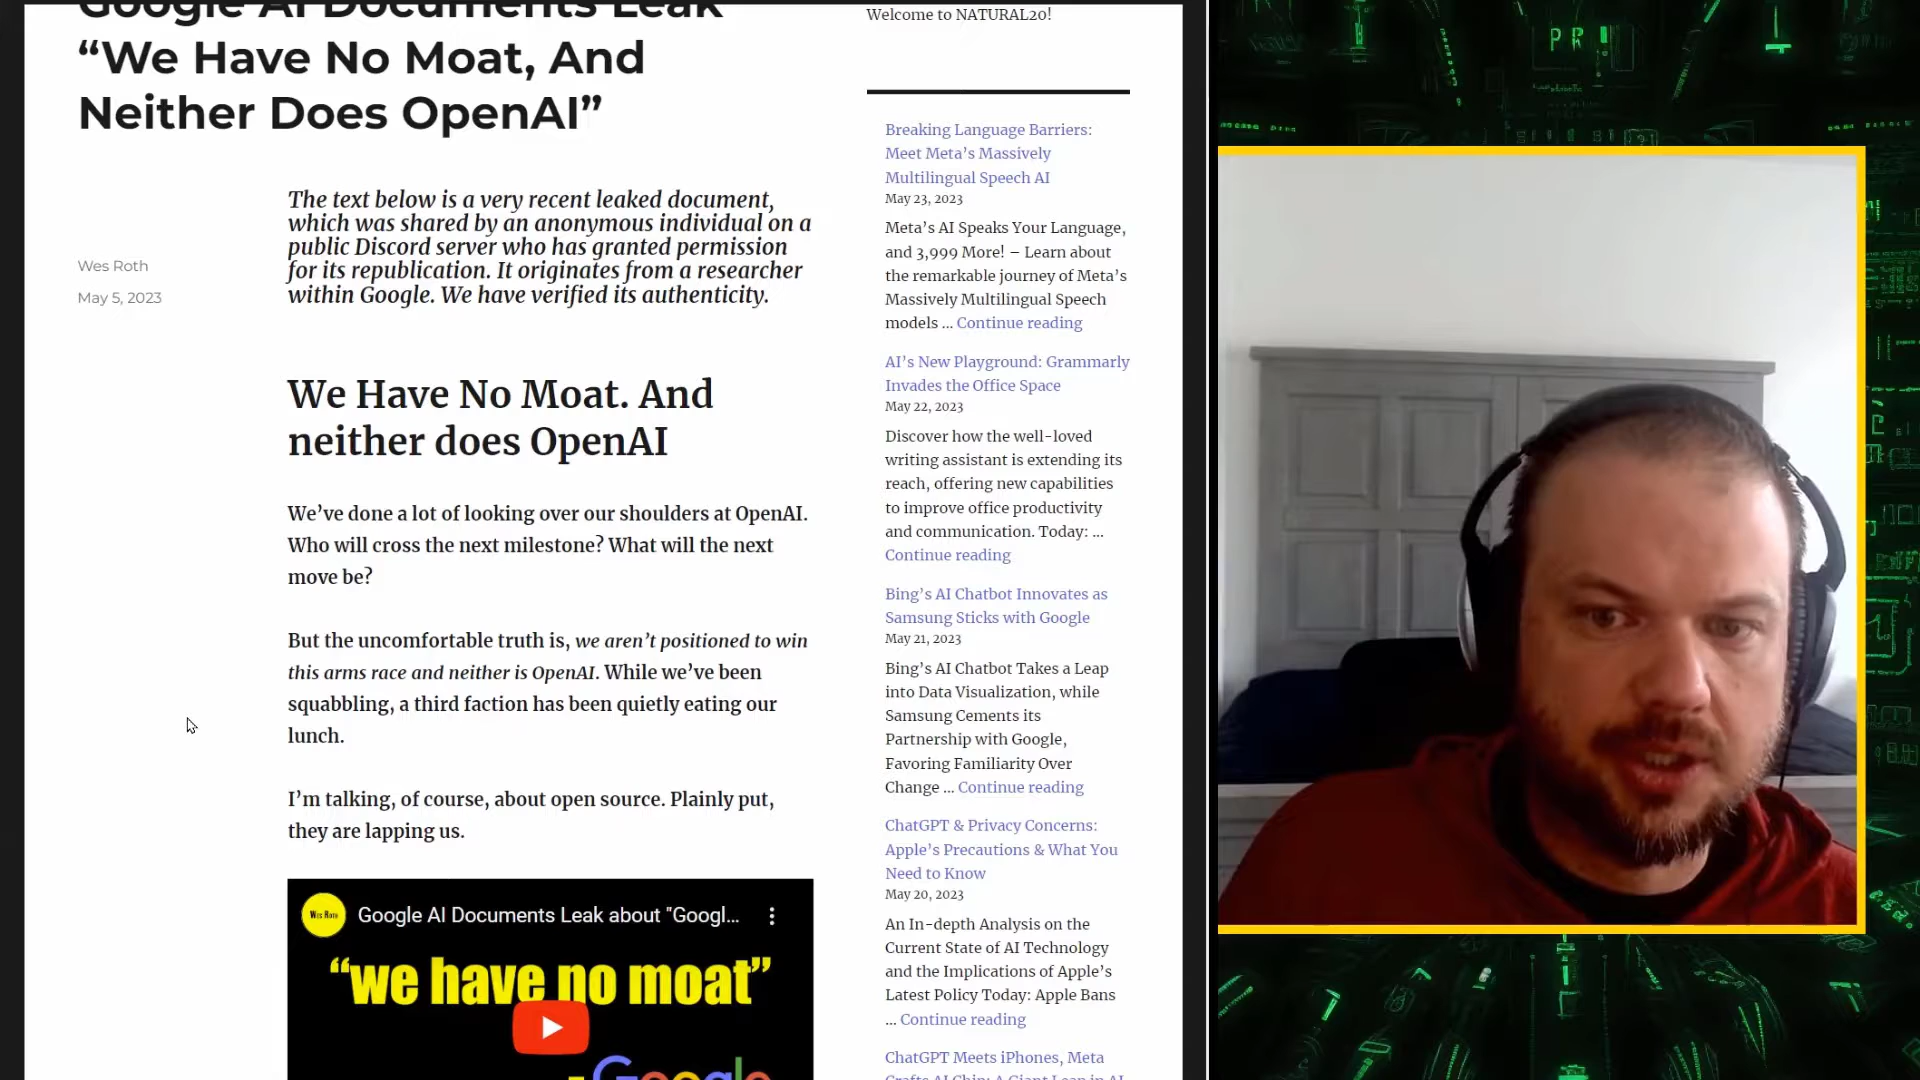 Google AI Documents Leak
“We Have No Moat, And
Neither Does OpenAI”
Wes Roth
May 5, 2023
The text below is a very recent leaked document,
which was shared by an anonymous individual on a
public Discord server who has granted permission
for its republication. It originates from a researcher
within Google. We have verified its authenticity.
We Have No Moat. And
neither does OpenAI
We’ve done a lot of looking over our shoulders at OpenAI.
Who will cross the next milestone? What will the next
move be?
But the uncomfortable truth is, we aren’t positioned to win
this arms race and neither is OpenAI. While we’ve been
squabbling, a third faction has been quietly eating our
lunch.
I’m talking, of course, about open source. Plainly put,
they are lapping us.
Wes Roth
Google AI Documents Leak about "Googl...
“we have no moat”
Google
Welcome to NATURAL20!
Breaking Language Barriers:
Meet Meta’s Massively
Multilingual Speech AI
May 23, 2023
Meta’s AI Speaks Your Language,
and 3,999 More! – Learn about
the remarkable journey of Meta’s
Massively Multilingual Speech
models … Continue reading
AI’s New Playground: Grammarly
Invades the Office Space
May 22, 2023
Discover how the well-loved
writing assistant is extending its
reach, offering new capabilities
to improve office productivity
and communication. Today: …
Continue reading
Bing’s AI Chatbot Innovates as
Samsung Sticks with Google
May 21, 2023
Bing’s AI Chatbot Takes a Leap
into Data Visualization, while
Samsung Cements its
Partnership with Google,
Favoring Familiarity Over
Change … Continue reading
ChatGPT & Privacy Concerns:
Apple’s Precautions & What You
Need to Know
May 20, 2023
An In-depth Analysis on the
Current State of AI Technology
and the Implications of Apple’s
Latest Policy Today: Apple Bans
… Continue reading
ChatGPT Meets iPhones, Meta
Crafts AI Chip: A Giant Leap in AI